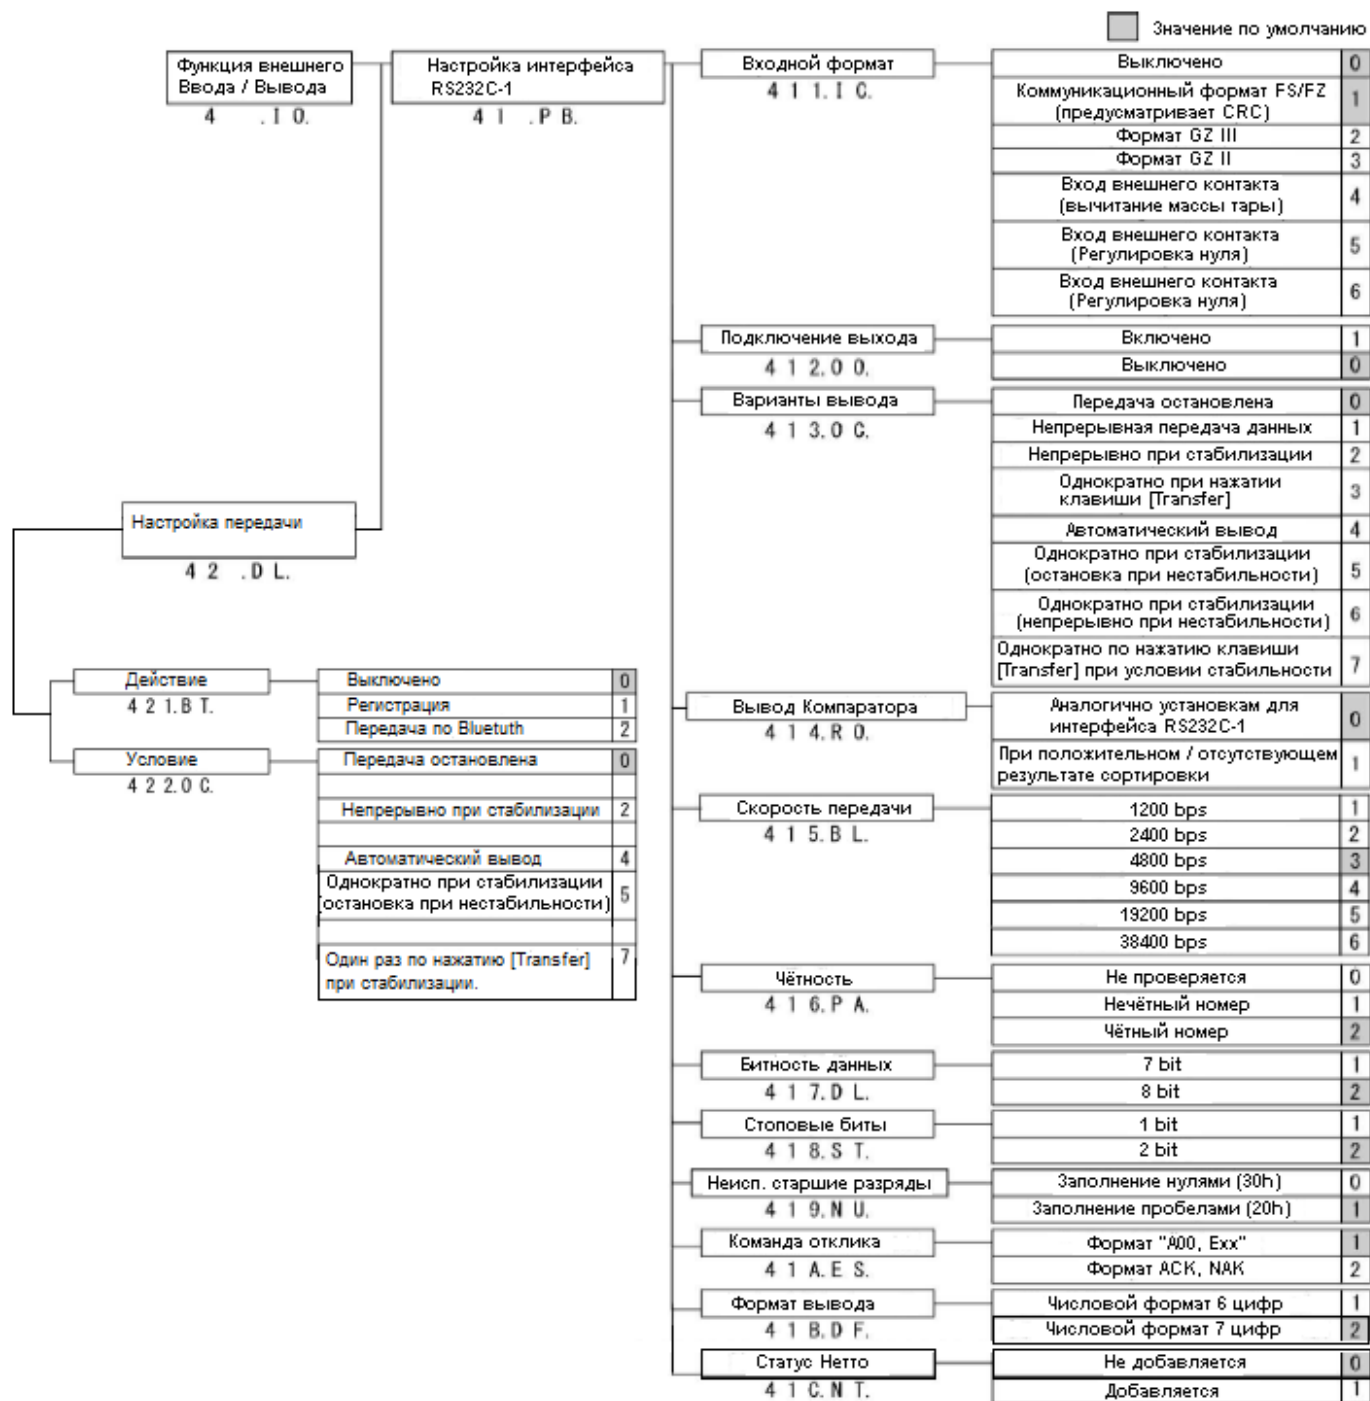 Значение по умолчанию
Функция внешнего
Ввода / Вывода
4 .I O.
Настройка интерфейса
RS232C-1
4 I .P B.
Входной формат
4 1 1.I C.
Выключено 0
Коммуникационный формат FS/FZ
(предусматривает CRC) 1
Формат GZ III 2
Формат GZ II 3
Вход внешнего контакта
(вычитание массы тары) 4
Вход внешнего контакта
(Регулировка нуля) 5
Вход внешнего контакта
(Регулировка нуля) 6
Подключение выхода
4 1 2.O O.
Включено 1
Выключено 0
Варианты вывода
4 1 3.O C.
Передача остановлена 0
Непрерывная передача данных 1
Непрерывно при стабилизации 2
Однократно при нажатии
клавиши [Transfer] 3
Автоматический вывод 4
Однократно при стабилизации
(остановка при нестабильности) 5
Однократно при стабилизации
(непрерывно при нестабильности) 6
Однократно по нажатию клавиши
[Transfer] при условии стабильности 7
Вывод Компаратора
4 1 4.R O.
Аналогично установкам для
интерфейса RS232C-1 0
При положительном / отсутствующем
результате сортировки 1
Скорость передачи
4 1 5.B L.
1200 bps 1
2400 bps 2
4800 bps 3
9600 bps 4
19200 bps 5
38400 bps 6
Чётность
4 1 6.P A.
Не проверяется 0
Нечётный номер 1
Чётный номер 2
Битность данных
4 1 7.D L.
7 bit 1
8 bit 2
Стоповые биты
4 1 8.S T.
1 bit 1
2 bit 2
Неисп. старшие разряды
4 1 9.N U.
Заполнение нулями (30h) 0
Заполнение пробелами (20h) 1
Команда отклика
4 1 A.E S.
Формат "A00, Exx" 1
Формат ACK, NAK 2
Формат вывода
4 1 B.D F.
Числовой формат 6 цифр 1
Числовой формат 7 цифр 2
Статус Нетто
4 1 C.N T.
Не добавляется 0
Добавляется 1
Настройка передачи
4 2 .D L.
Действие
4 2 1.B T.
Выключено 0
Регистрация 1
Передача по Bluetuth 2
Условие
4 2 2.O C.
Передача остановлена 0
Непрерывно при стабилизации 2
Автоматический вывод 4
Однократно при стабилизации
(остановка при нестабильности) 5
Один раз по нажатию [Transfer] 7
при стабилизации.